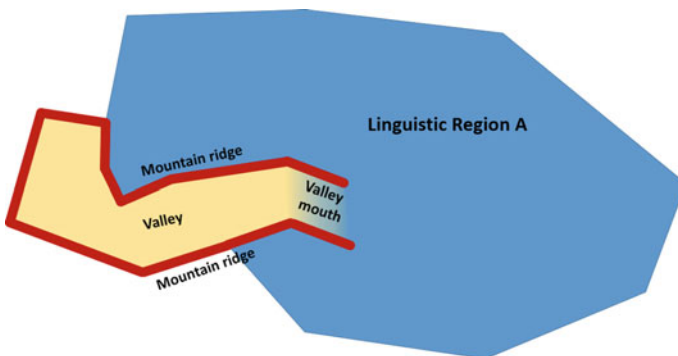 Linguistic Region A
Mountain ridge
Valley
mouth
Valley
Mountain ridge